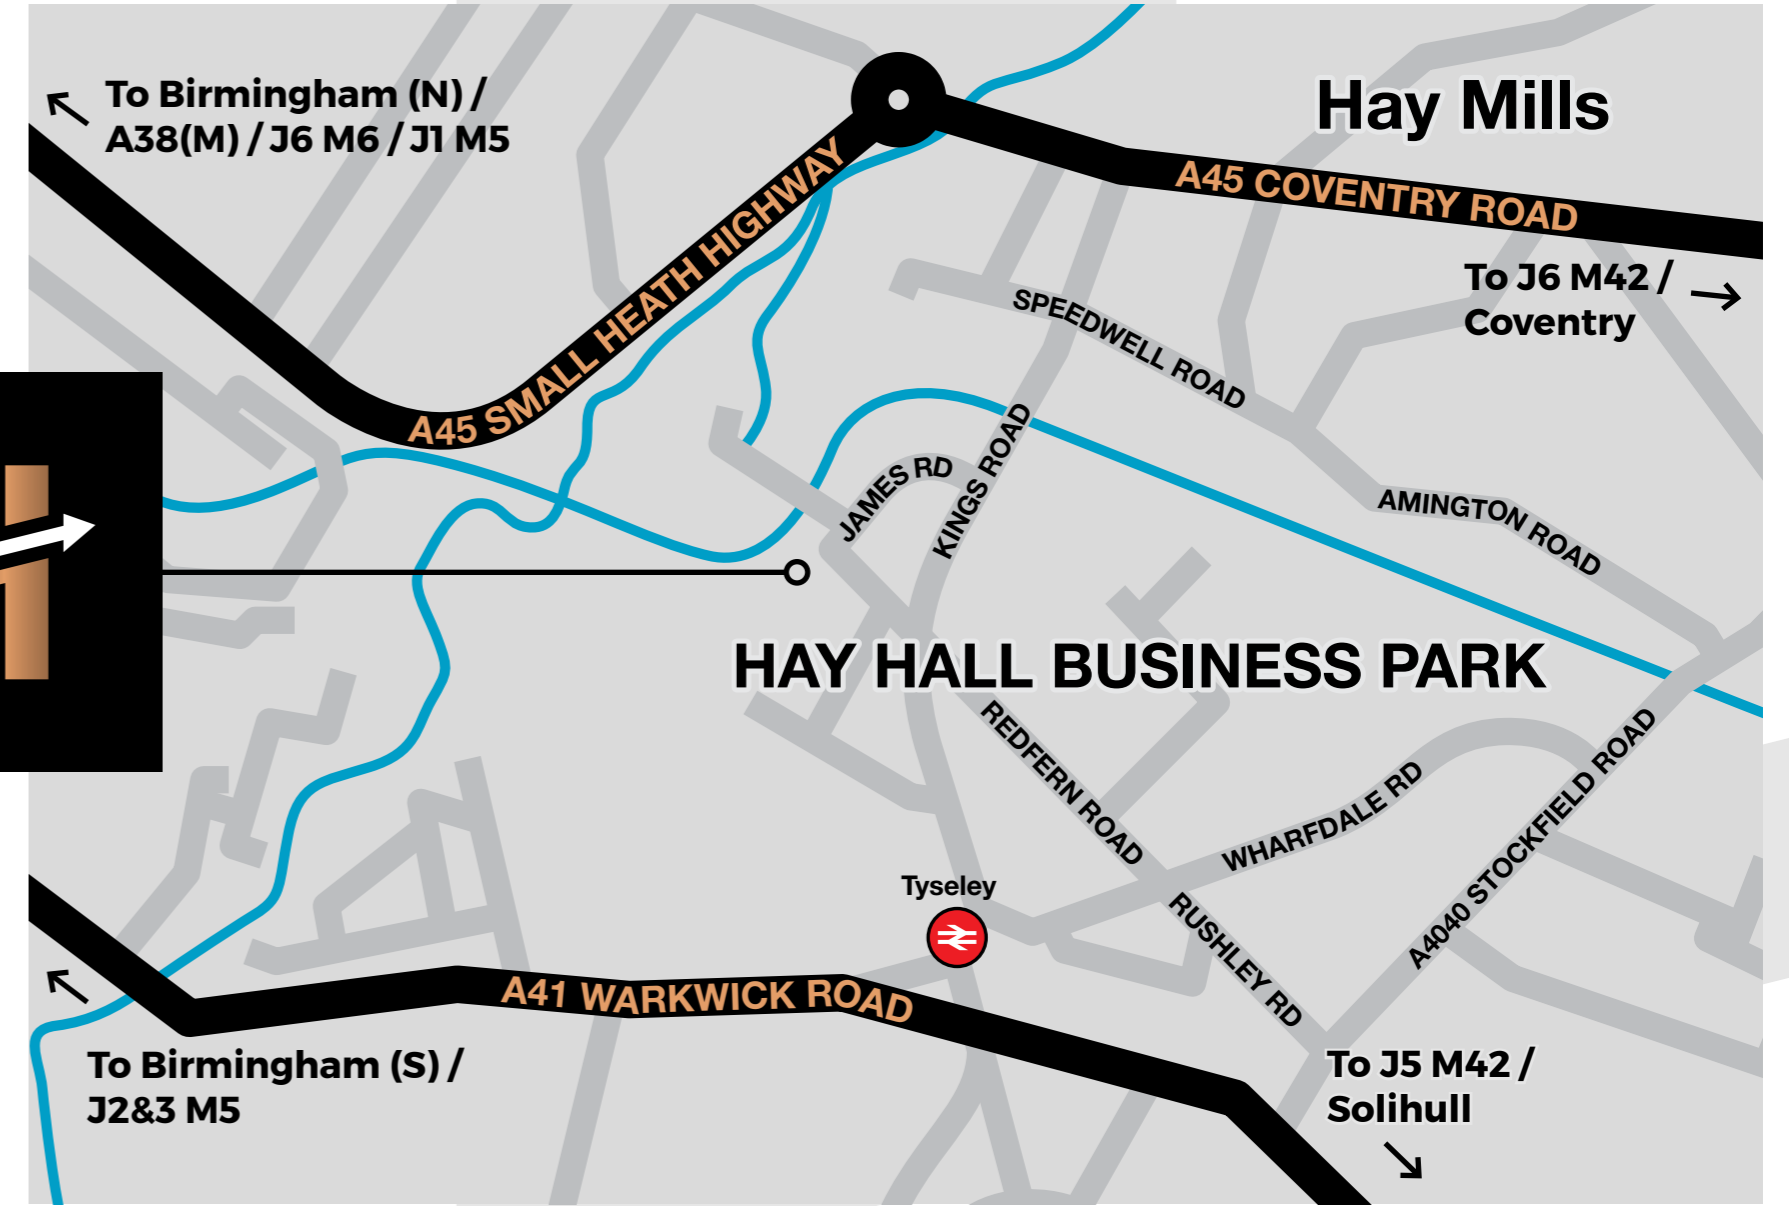 To Birmingham (N) /
A38(M) / J6 M6 / J1 M5
Hay Mills
A45 COVENTRY ROAD
A45 SMALL HEATH HIGHWAY
To J6 M42 /
Coventry
SPEEDWELL ROAD
KINGS ROAD
JAMES RD
AMINGTON ROAD
HAY HALL BUSINESS PARK
REDFERN ROAD
WHARFDALE RD
A4040 STOCKFIELD ROAD
Tyseley
RUSHLEY RD
A41 WARKWICK ROAD
To Birmingham (S) /
J2&3 M5
To J5 M42 /
Solihull